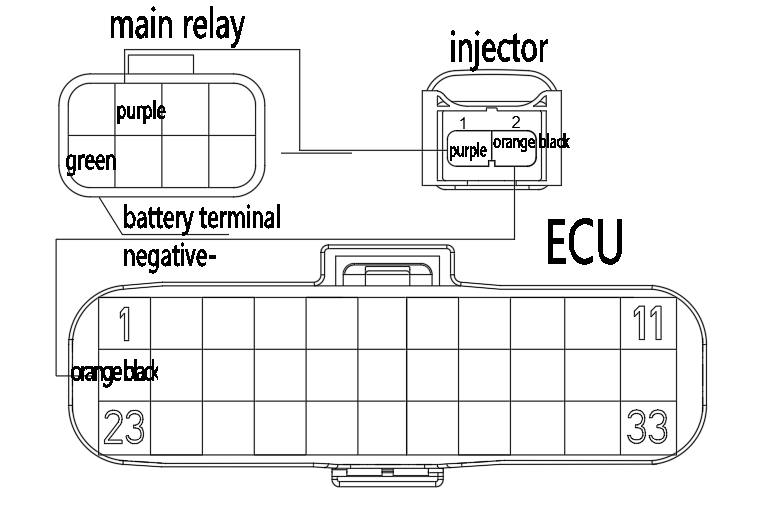 main relay
injector
purple
green
1
2
purple
orange black
battery terminal
negative-
ECU
1
11
orange black
23
33